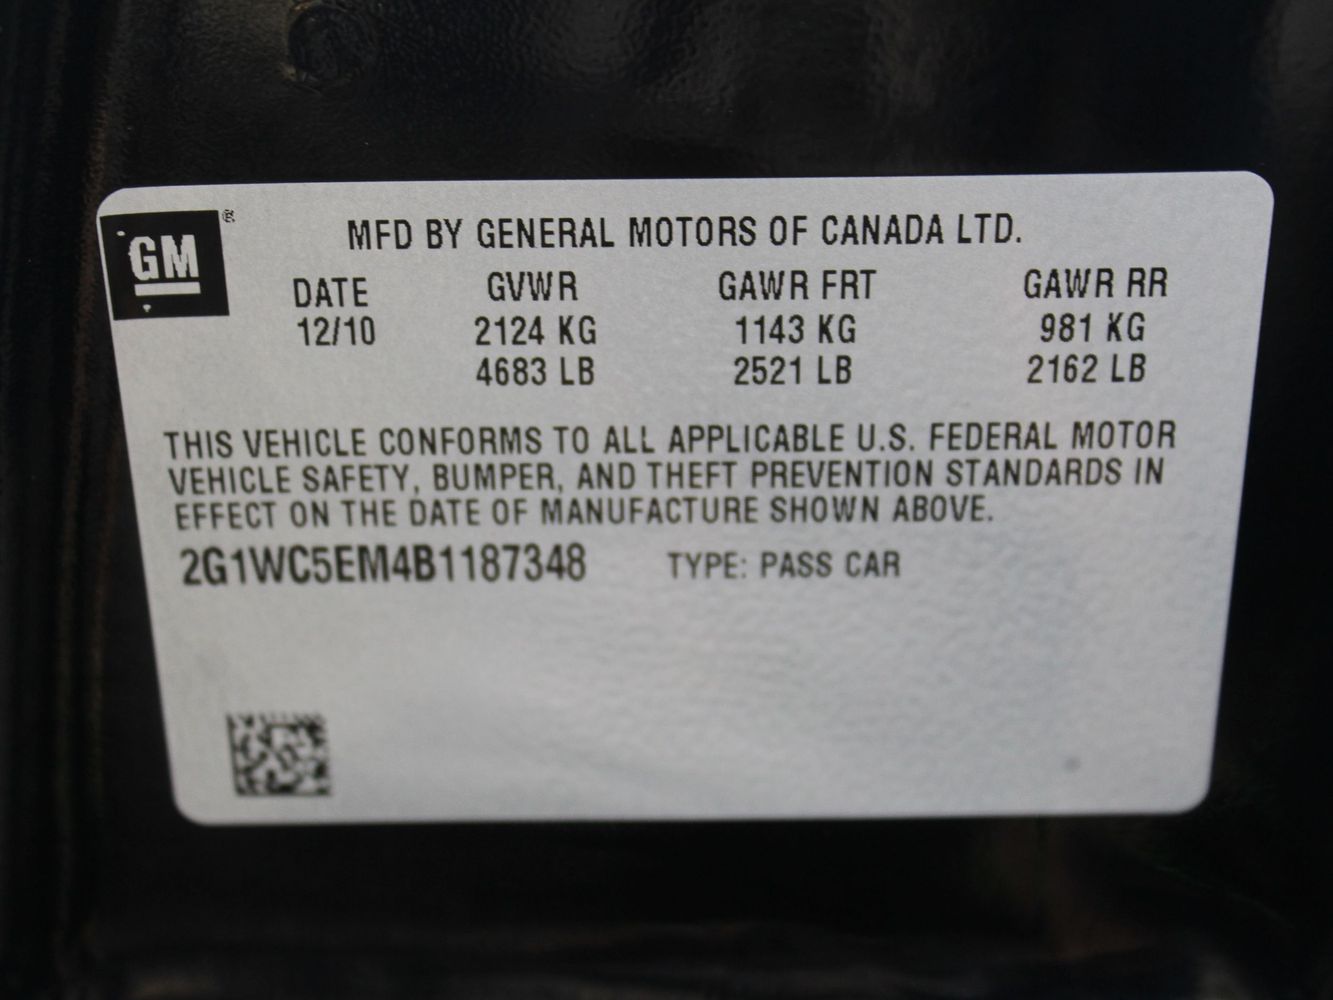 GM ®
MFD BY GENERAL MOTORS OF CANADA LTD.
DATE GVWR GAWR FRT GAWR RR
12/10 2124 KG 1143 KG 981 KG
4683 LB 2521 LB 2162 LB
THIS VEHICLE CONFORMS TO ALL APPLICABLE U.S. FEDERAL MOTOR
VEHICLE SAFETY, BUMPER, AND THEFT PREVENTION STANDARDS IN
EFFECT ON THE DATE OF MANUFACTURE SHOWN ABOVE.
2G1WC5EM4B1187348 TYPE: PASS CAR